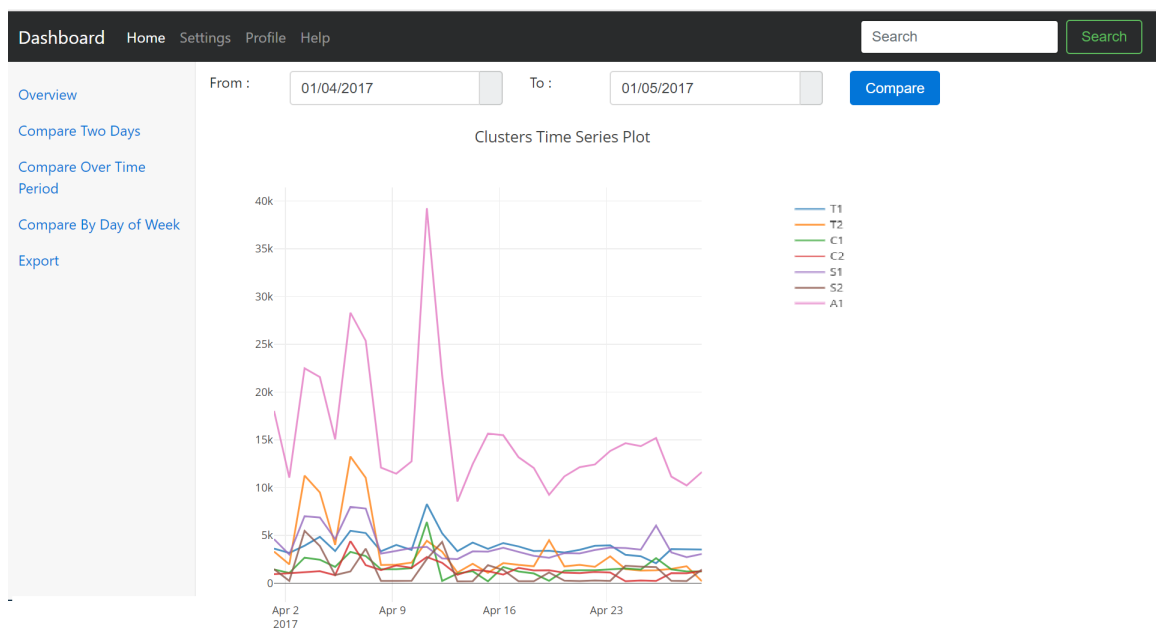 Dashboard Home Settings Profile Help Search Search
Overview
Compare Two Days
Compare Over Time
Period
Compare By Day of Week
Export
From : 01/04/2017 To : 01/05/2017 Compare
Clusters Time Series Plot
40k
35k
30k
25k
20k
15k
10k
5k
0
Apr 2
2017
Apr 9
Apr 16
Apr 23
T1
T2
C1
C2
S1
S2
A1